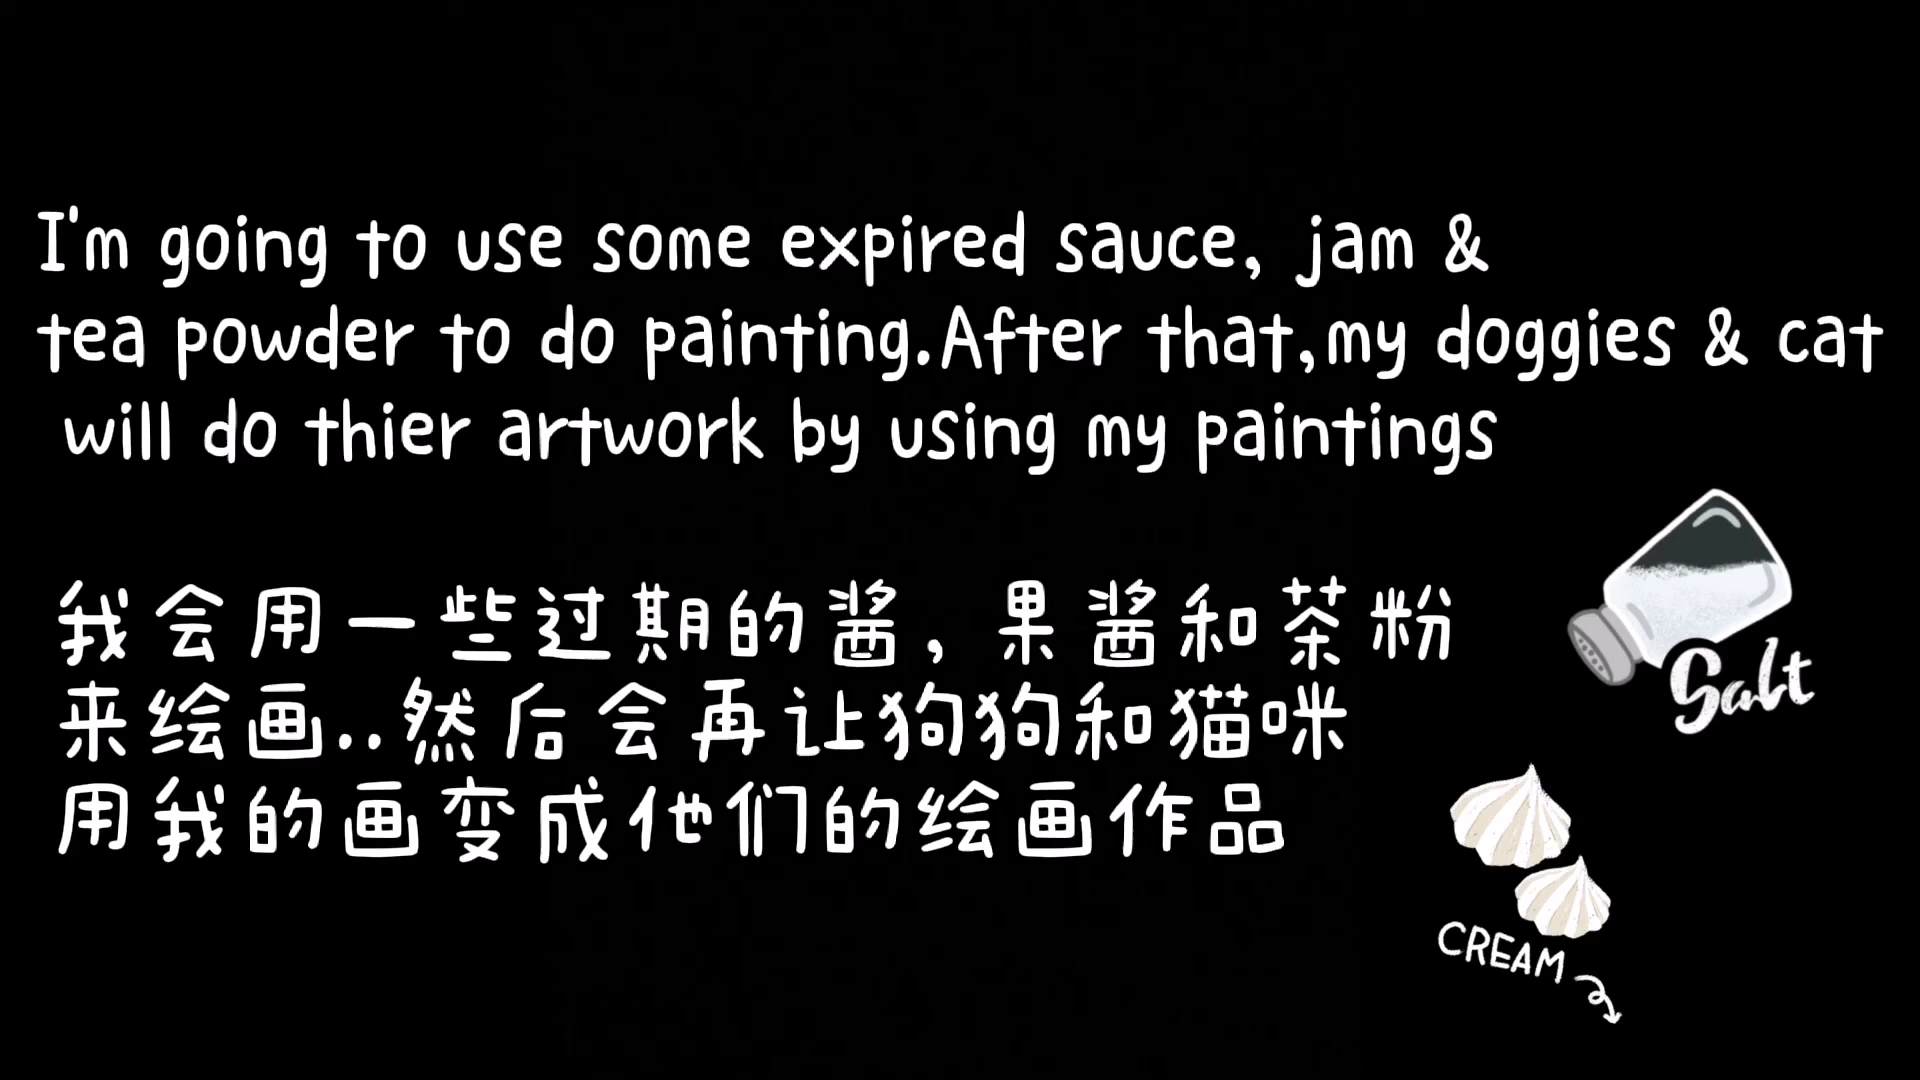 I'm going to use some expired sauce, jam &
tea powder to do painting.After that,my doggies & cat
will do thier artwork by using my paintings
我会用一些过期的酱,果酱和茶粉
来绘画..然后会再让狗狗和猫咪
用我的画变成他们的绘画作品
Salt
CREAM